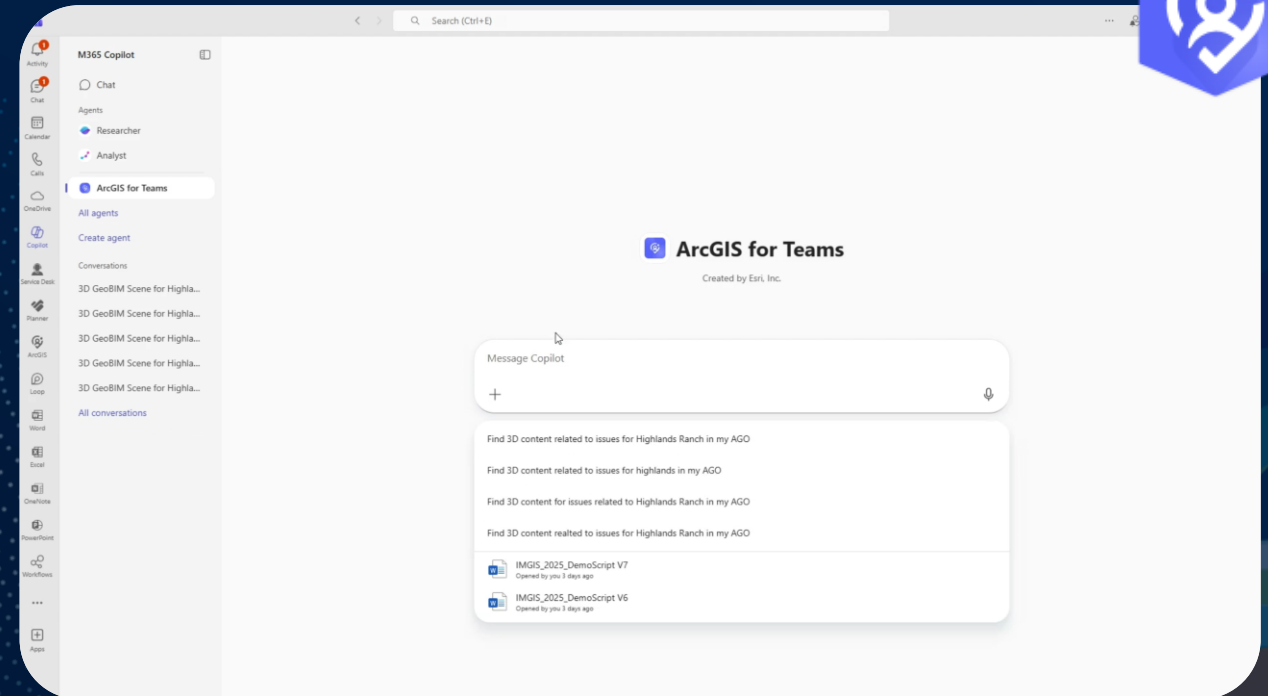 Search (Ctrl+E)
1
Activity
1
Chat
Calendar
Calls
OneDrive
Copilot
Service Desk
Planner
ArcGIS
Loop
Word
Excel
OneNote
PowerPoint
Workflows
Apps
M365 Copilot
Chat
Agents
Researcher
Analyst
ArcGIS for Teams
All agents
Create agent
Conversations
3D GeoBIM Scene for Highla...
3D GeoBIM Scene for Highla...
3D GeoBIM Scene for Highla...
3D GeoBIM Scene for Highla...
3D GeoBIM Scene for Highla...
All conversations
ArcGIS for Teams
Created by Esri, Inc.
Message Copilot
Find 3D content related to issues for Highlands Ranch in my AGO
Find 3D content related to issues for highlands in my AGO
Find 3D content for issues related to Highlands Ranch in my AGO
Find 3D content realted to issues for Highlands Ranch in my AGO
IMGIS_2025_DemoScript V7
Opened by you 3 days ago
IMGIS_2025_DemoScript V6
Opened by you 3 days ago